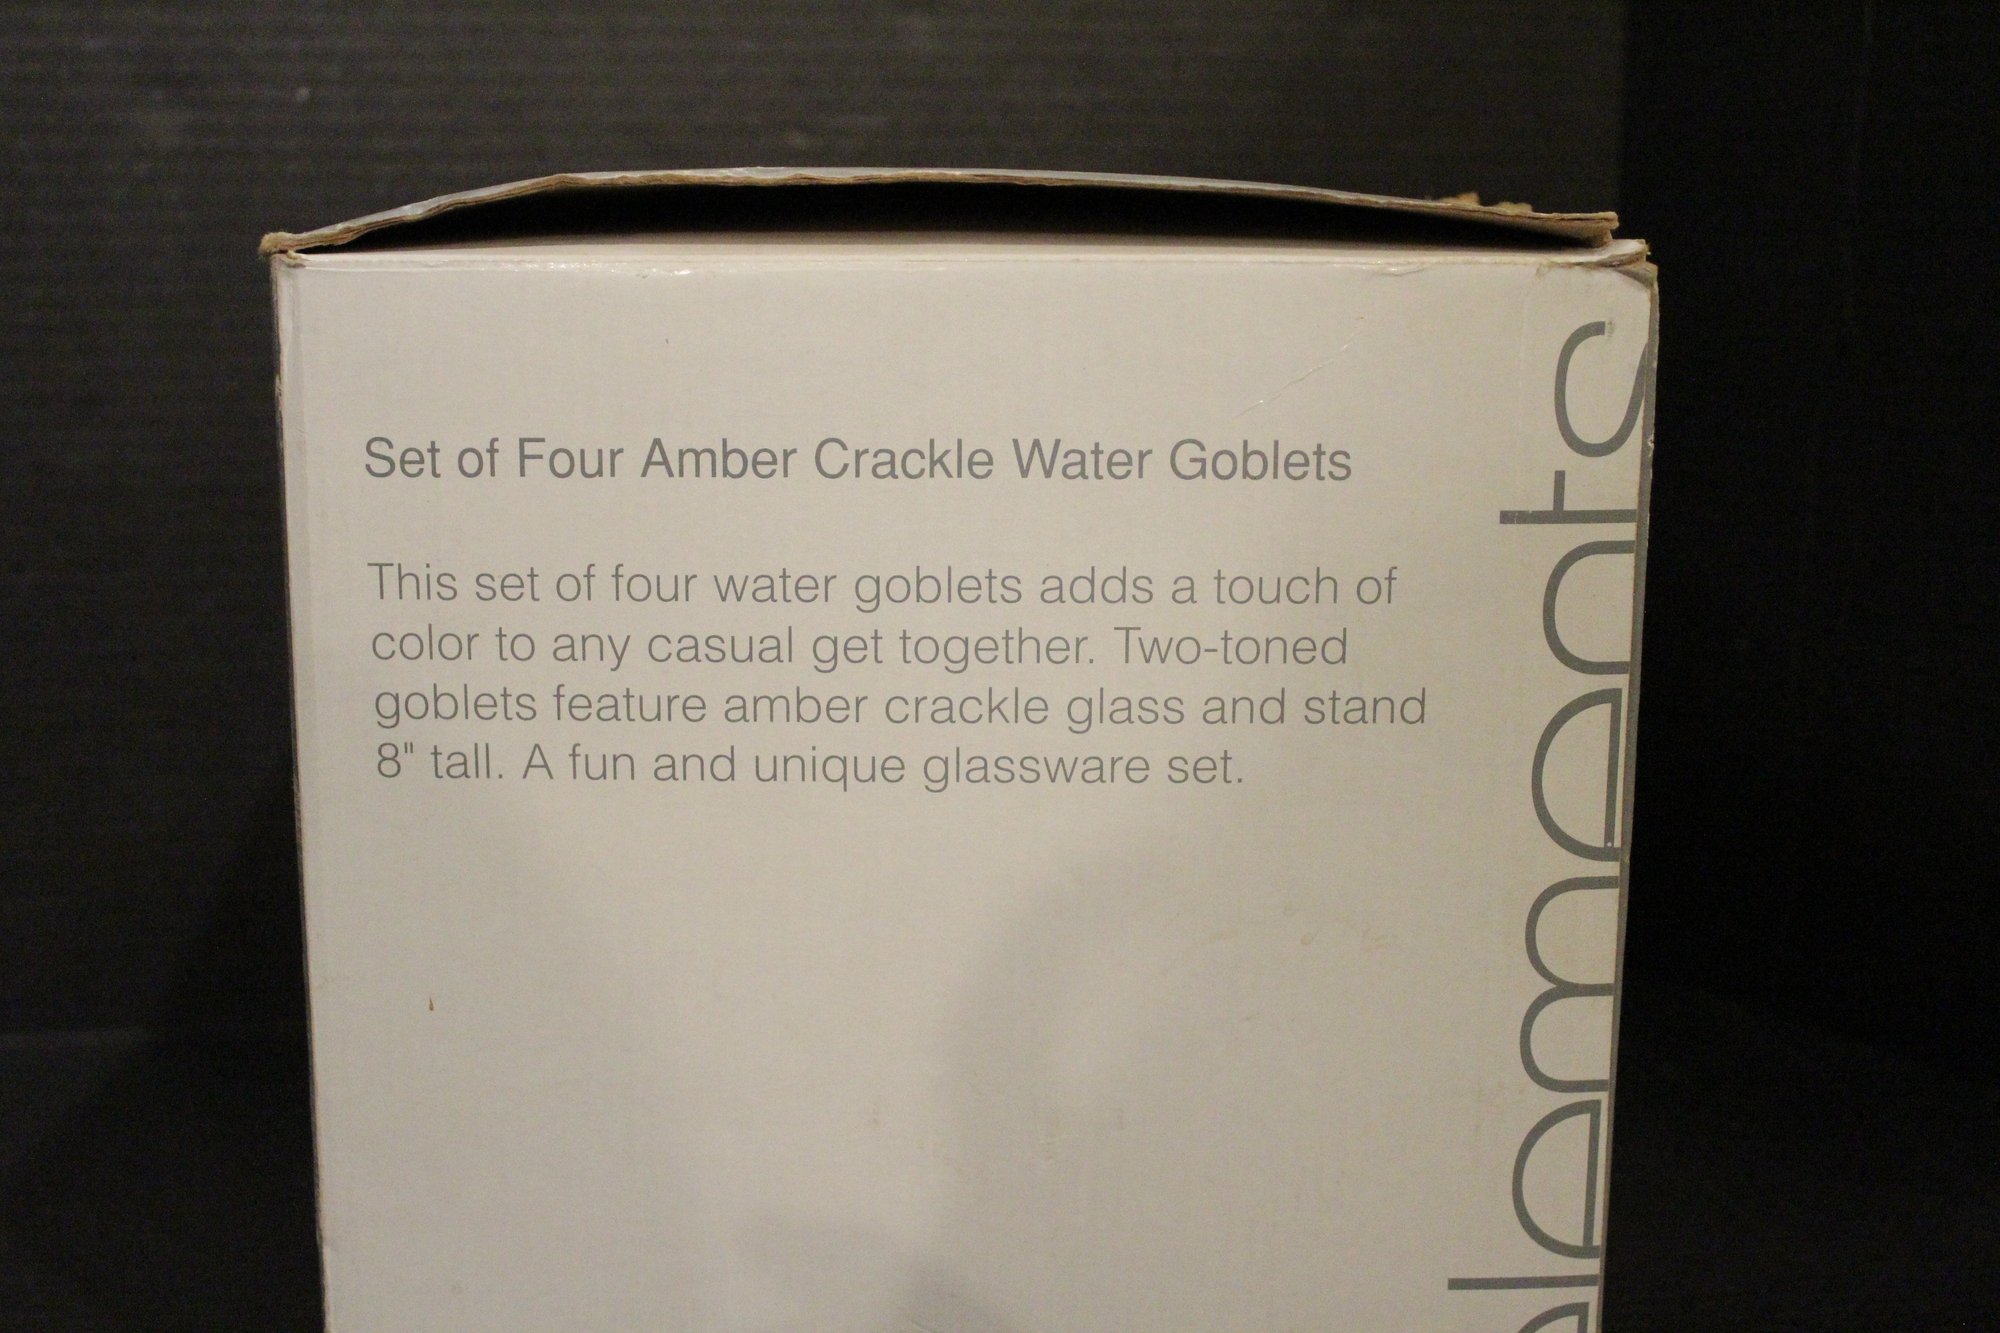 Set of Four Amber Crackle Water Goblets
This set of four water goblets adds a touch of
color to any casual get together. Two-toned
goblets feature amber crackle glass and stand
8" tall. A fun and unique glassware set.
elements